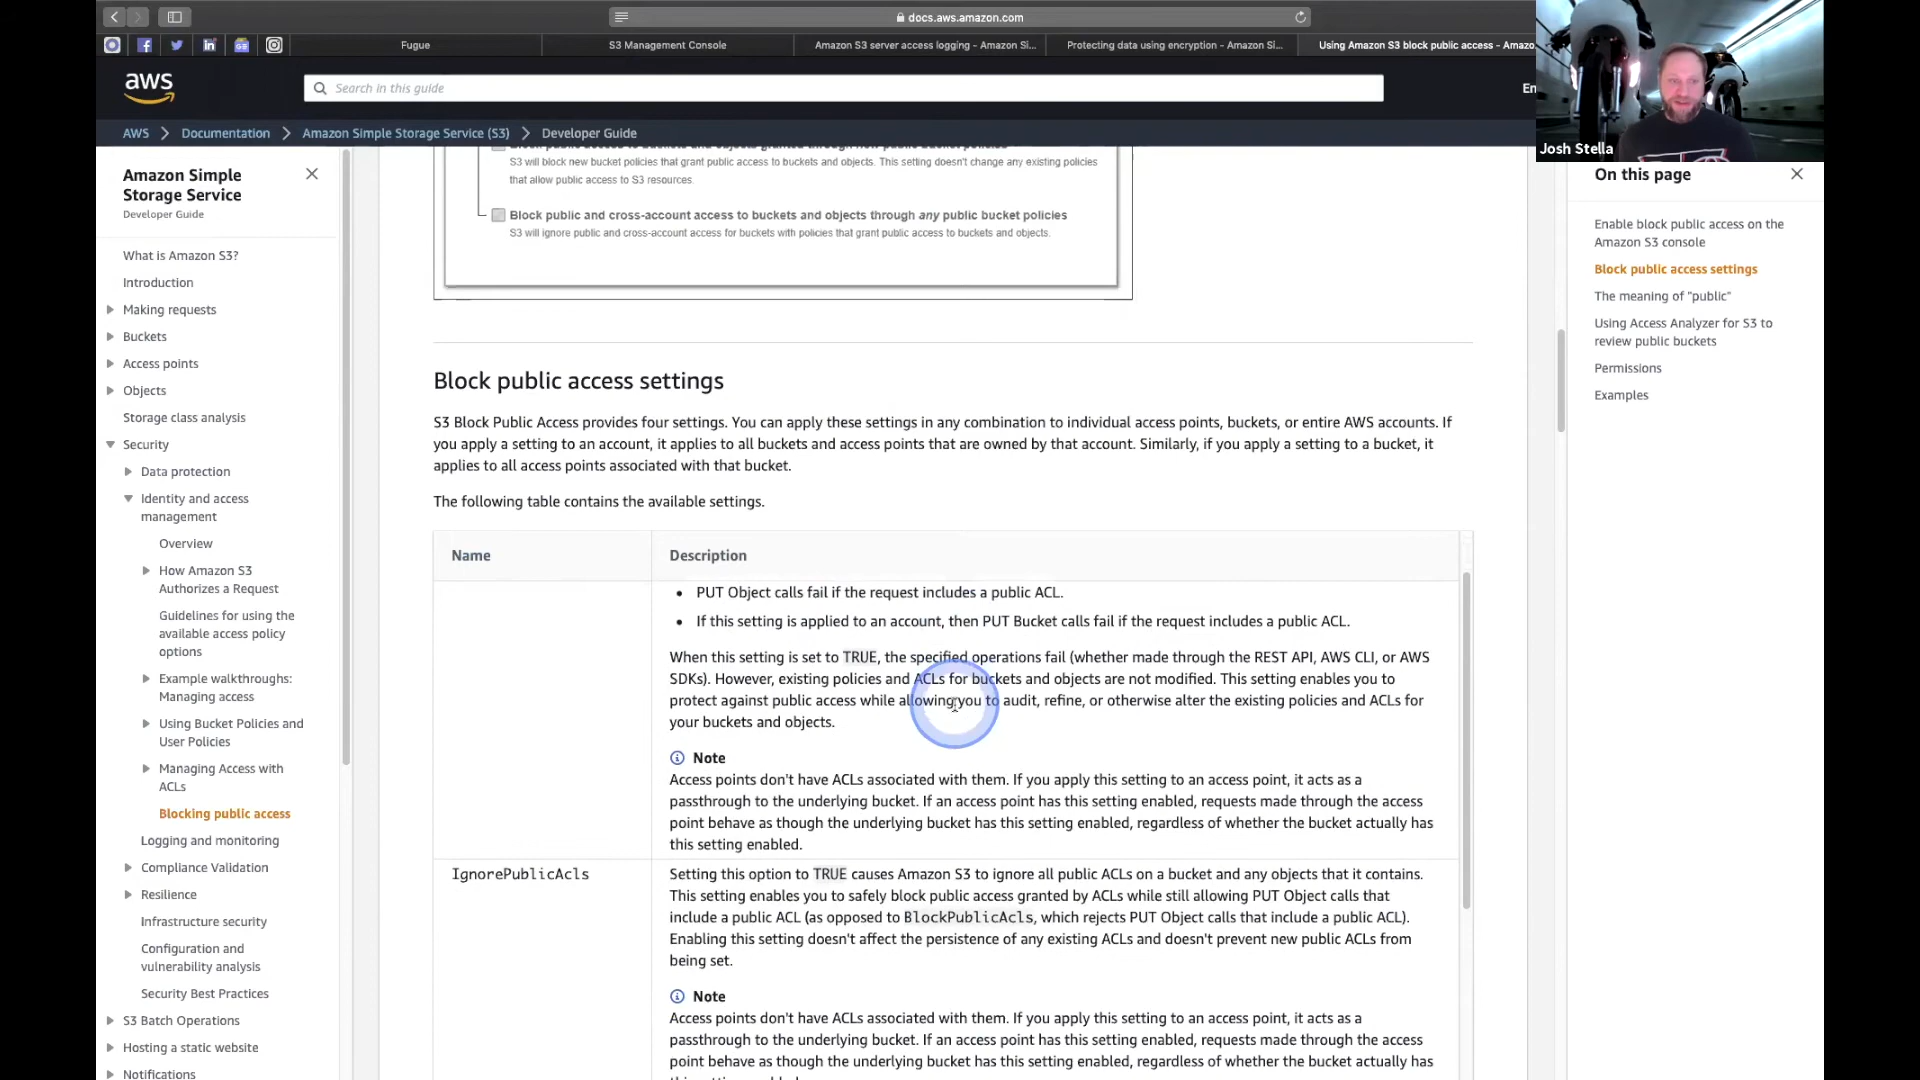 docs.aws.amazon.com
Fugue
S3 Management Console
Amazon S3 server access logging - Amazon Si...
Protecting data using encryption - Amazon Si...
Using Amazon S3 block public access - Amazo
aws
Search in this guide
En
AWS > Documentation > Amazon Simple Storage Service (S3) > Developer Guide
Josh Stella
Amazon Simple
Storage Service
Developer Guide
What is Amazon S3?
Introduction
Making requests
Buckets
Access points
Objects
Storage class analysis
Security
Data protection
Identity and access
management
Overview
How Amazon S3
Authorizes a Request
Guidelines for using the
available access policy
options
Example walkthroughs:
Managing access
Using Bucket Policies and
User Policies
Managing Access with
ACLs
Blocking public access
Logging and monitoring
Compliance Validation
Resilience
Infrastructure security
Configuration and
vulnerability analysis
Security Best Practices
S3 Batch Operations
Hosting a static website
Notifications
Block public access to buckets and objects granted through new public bucket policies
S3 will block new bucket policies that grant public access to buckets and objects. This setting doesn't change any existing policies
that allow public access to S3 resources.
Block public and cross-account access to buckets and objects through any public bucket policies
S3 will ignore public and cross-account access for buckets with policies that grant public access to buckets and objects.
Block public access settings
S3 Block Public Access provides four settings. You can apply these settings in any combination to individual access points, buckets, or entire AWS accounts. If
you apply a setting to an account, it applies to all buckets and access points that are owned by that account. Similarly, if you apply a setting to a bucket, it
applies to all access points associated with that bucket.
The following table contains the available settings.
Name
Description
• PUT Object calls fail if the request includes a public ACL.
• If this setting is applied to an account, then PUT Bucket calls fail if the request includes a public ACL.
When this setting is set to TRUE, the specified operations fail (whether made through the REST API, AWS CLI, or AWS
SDKs). However, existing policies and ACLs for buckets and objects are not modified. This setting enables you to
protect against public access while allowing you to audit, refine, or otherwise alter the existing policies and ACLs for
your buckets and objects.
Note
Access points don't have ACLs associated with them. If you apply this setting to an access point, it acts as a
passthrough to the underlying bucket. If an access point has this setting enabled, requests made through the access
point behave as though the underlying bucket has this setting enabled, regardless of whether the bucket actually has
this setting enabled.
IgnorePublicAcls
Setting this option to TRUE causes Amazon S3 to ignore all public ACLs on a bucket and any objects that it contains.
This setting enables you to safely block public access granted by ACLs while still allowing PUT Object calls that
include a public ACL (as opposed to BlockPublicAcls, which rejects PUT Object calls that include a public ACL).
Enabling this setting doesn't affect the persistence of any existing ACLs and doesn't prevent new public ACLs from
being set.
Note
Access points don't have ACLs associated with them. If you apply this setting to an access point, it acts as a
passthrough to the underlying bucket. If an access point has this setting enabled, requests made through the access
point behave as though the underlying bucket has this setting enabled, regardless of whether the bucket actually has
On this page
Enable block public access on the
Amazon S3 console
Block public access settings
The meaning of "public"
Using Access Analyzer for S3 to
review public buckets
Permissions
Examples